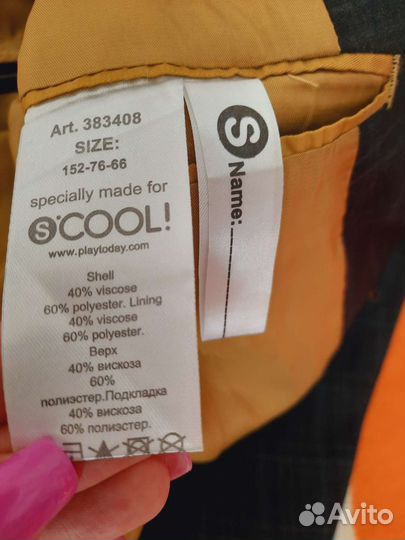 Art. 383408
SIZE:
152-76-66
specially made for
S'COOL!
www.playtoday.com
Shell
40% viscose
60% polyester. Lining
40% viscose
60% polyester.
Верх
40% вискоза
60%
полиэстер.Подкладка
40% вискоза
60% полиэстер.
S Name:
Avito